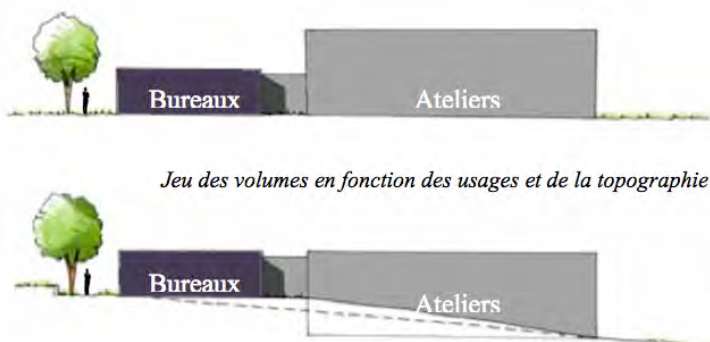 Bureaux Ateliers
Jeu des volumes en fonction des usages et de la topographie
Bureaux
Ateliers